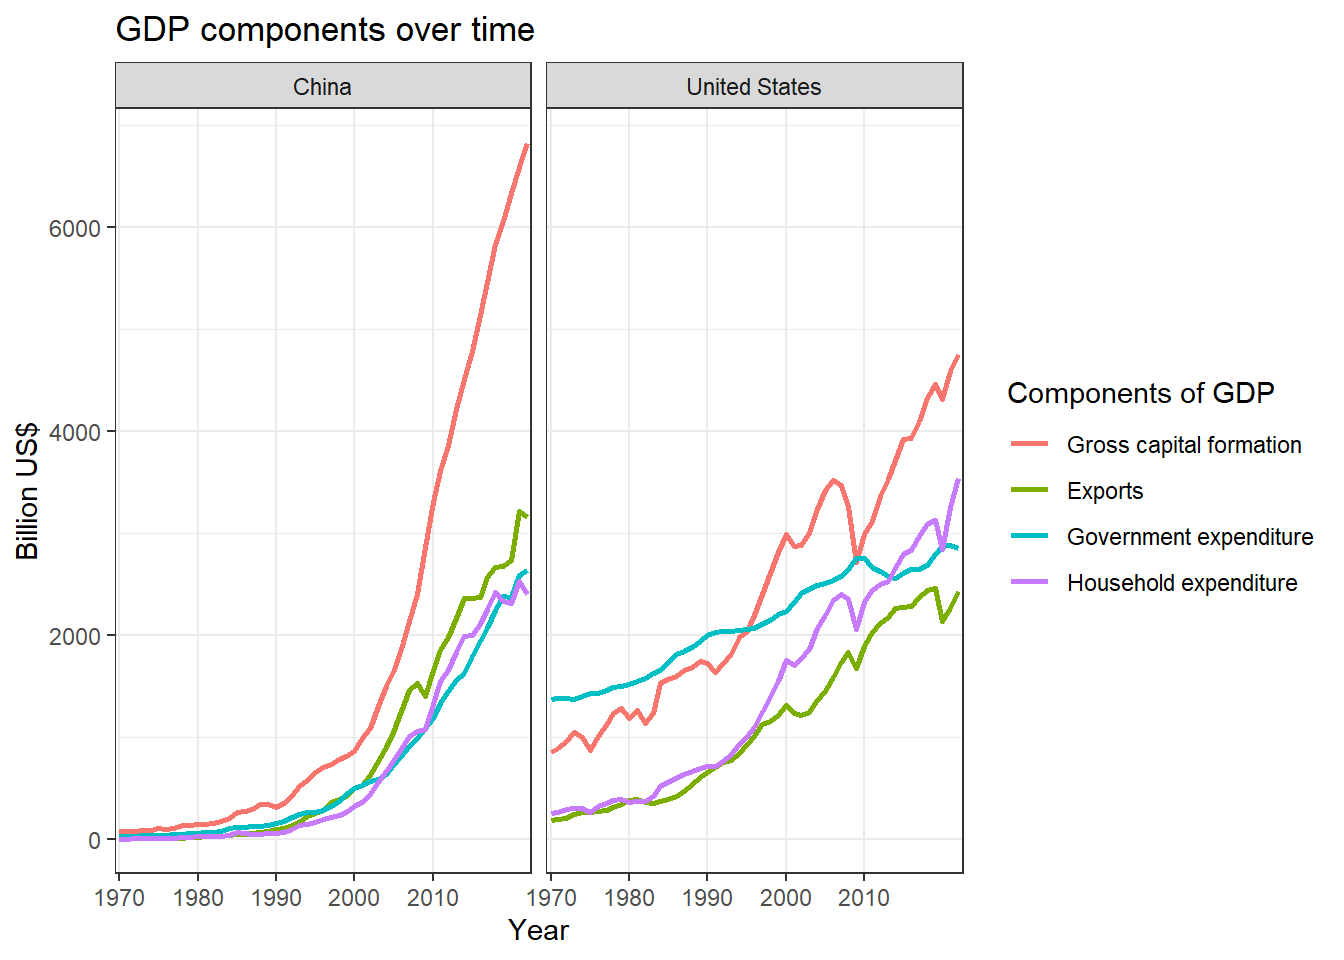 GDP components over time
China
United States
6000
4000
2000
0
Billion US$
1970 1980 1990 2000 2010
1970 1980 1990 2000 2010
Year
Components of GDP
Gross capital formation
Exports
Government expenditure
Household expenditure